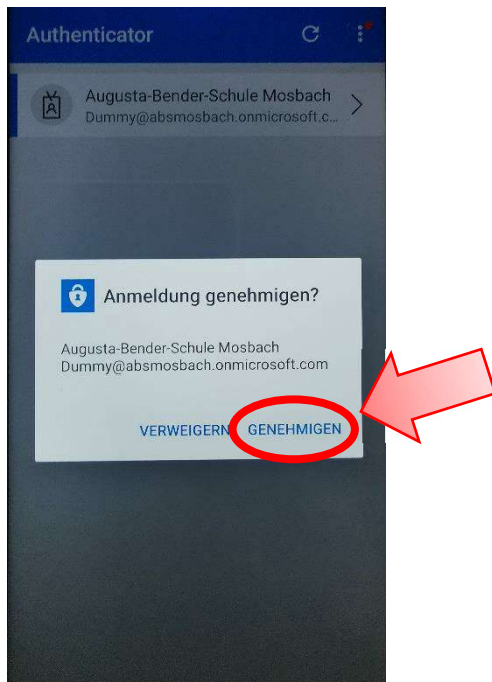 Authenticator
Augusta-Bender-Schule Mosbach
Dummy@absmosbach.onmicrosoft.c...
Anmeldung genehmigen?
Augusta-Bender-Schule Mosbach
Dummy@absmosbach.onmicrosoft.com
VERWEIGERN GENEHMIGEN